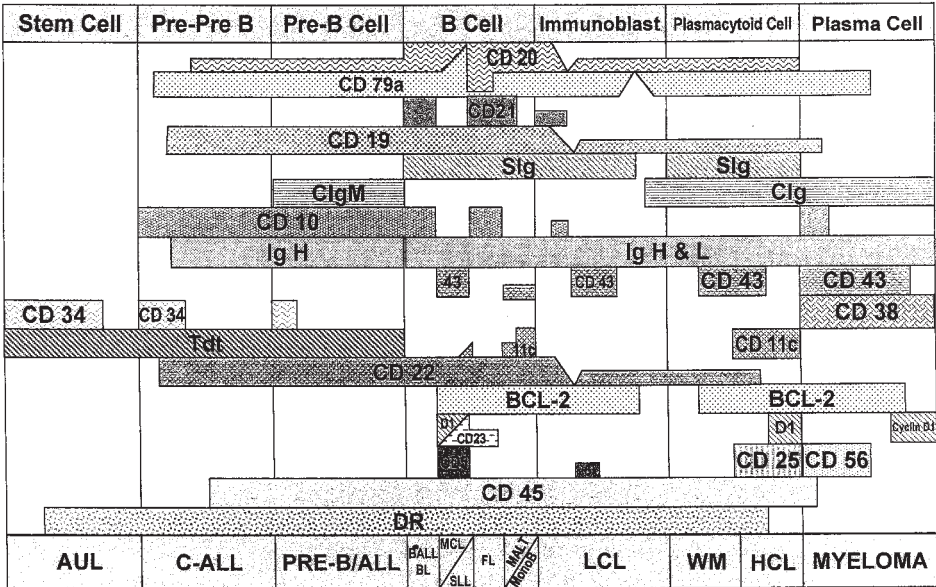 Stem Cell Pre-Pre B Pre-B Cell B Cell Immunoblast Plasmacytoid Cell Plasma Cell
CD 20
CD 79a
CD21
CD 19
SIg SIg
CIgM CIg
CD 10
Ig H Ig H & L
43 CD 43 CD 43 CD 43
CD 34 CD 34 CD 38
Tdt 11c CD 11c
CD 22
BCL-2 BCL-2
D1 D1 Cyclin D1
CD23
CD 25 CD 56
CD 45
DR
AUL C-ALL PRE-B/ALL BALL MCL FL MALT LCL WM HCL MYELOMA
BL SLL MonoB